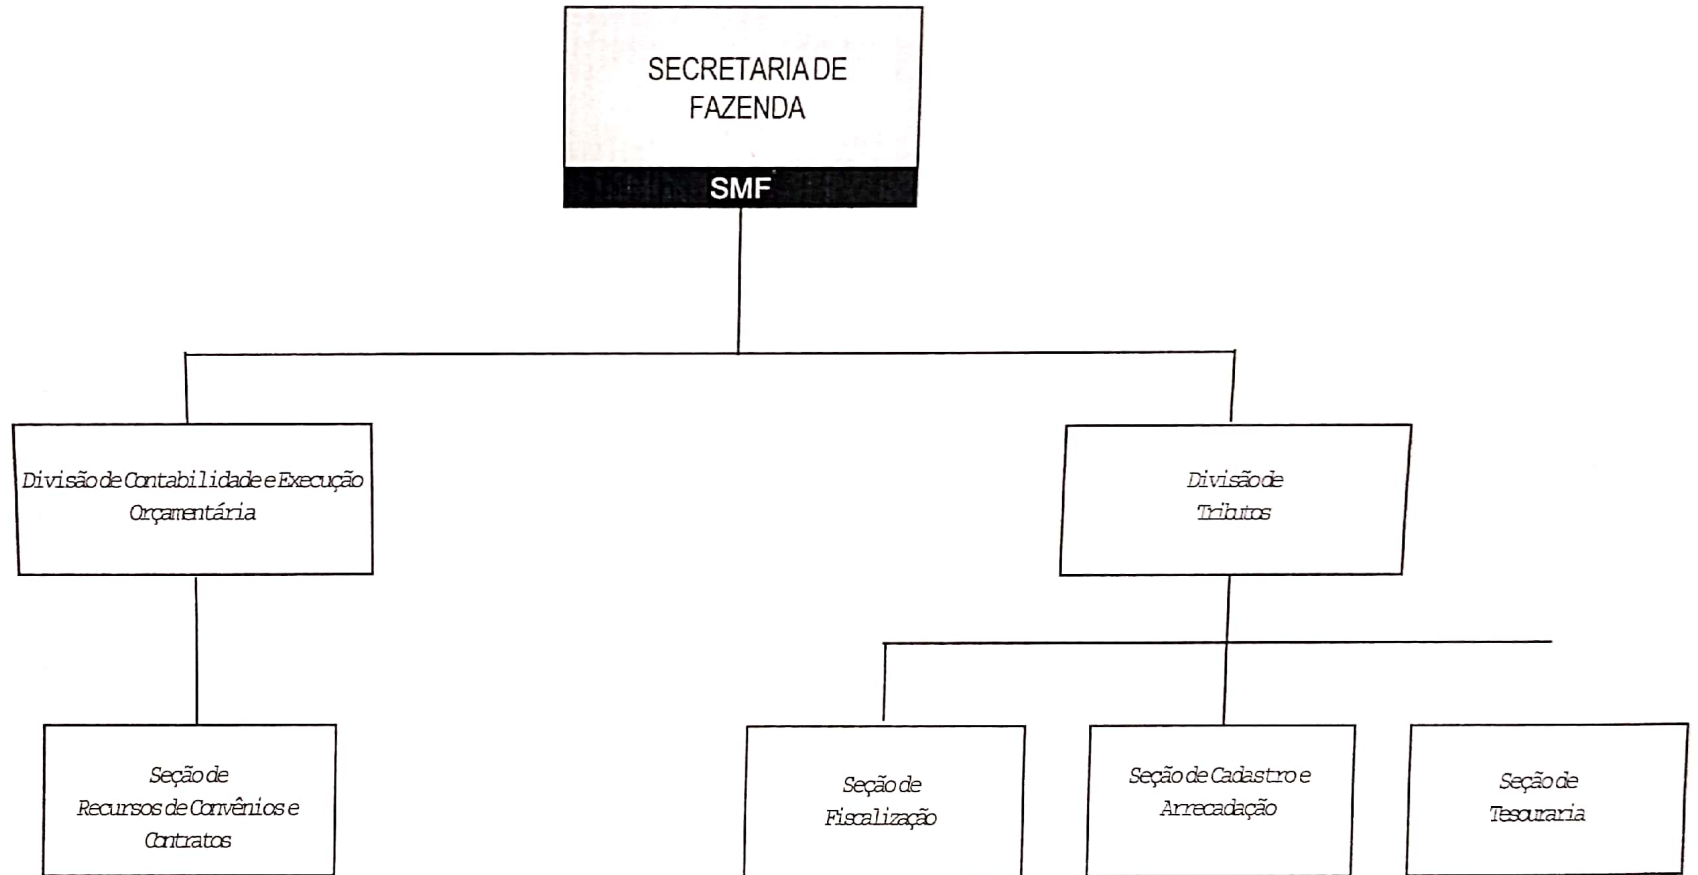 SECRETARIA DE
FAZENDA
SMF
Divisão de Contabilidade e Execução
Orçamentária
Divisão de
Tributos
Seção de
Recursos de Convênios e
Contratos
Seção de
Fiscalização
Seção de Cadastro e
Arrecadação
Seção de
Tesouraria